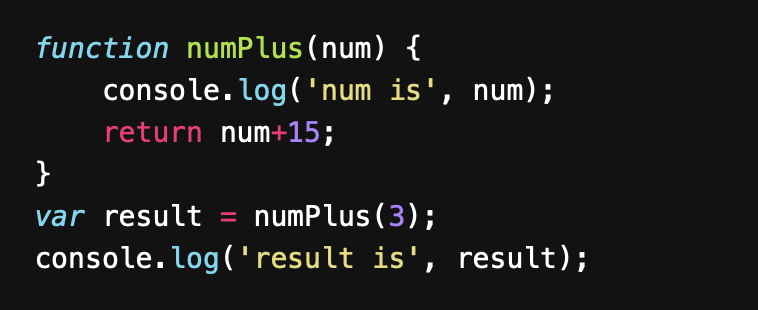 function numPlus(num) {
    console.log('num is', num);
    return num+15;
}
var result = numPlus(3);
console.log('result is', result);